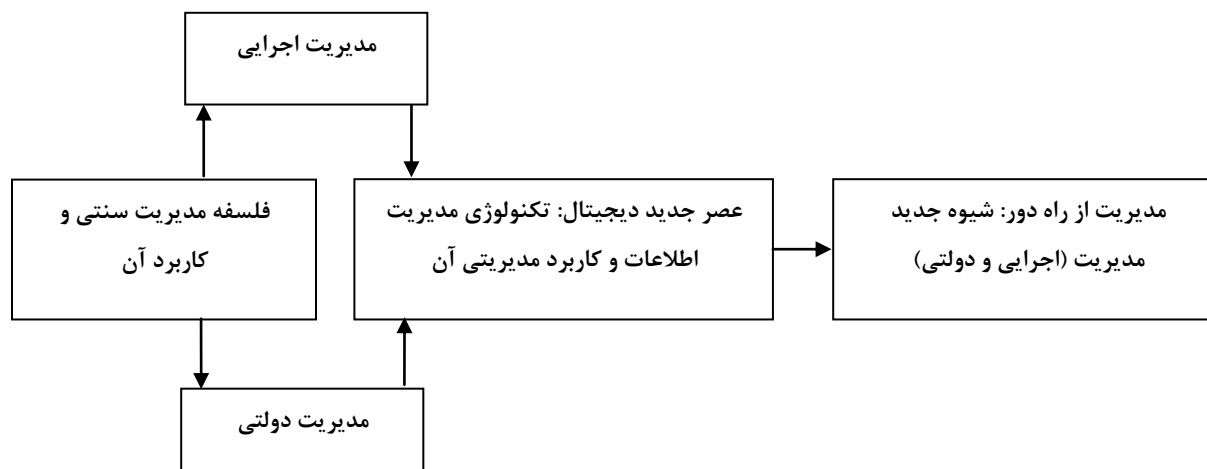 مدیریت اجرایی
فلسفه مدیریت سنتی و
کاربرد آن
عصر جدید دیجیتال: تکنولوژی مدیریت
اطلاعات و کاربرد مدیریتی آن
مدیریت از راه دور: شیوه جدید
مدیریت (اجرایی و دولتی)
مدیریت دولتی